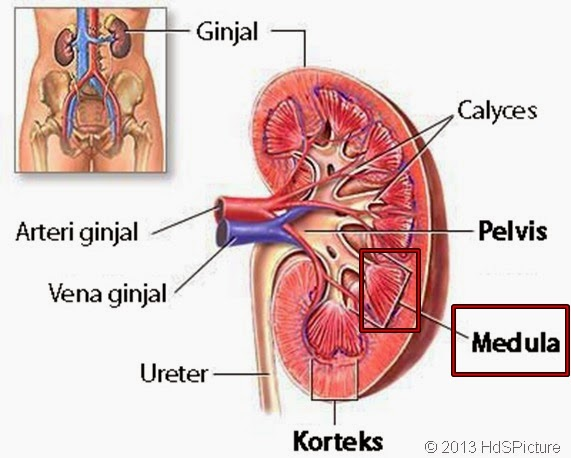 Ginjal
Calyces
Arteri ginjal
Pelvis
Vena ginjal
Medula
Ureter
Korteks
© 2013 HdSPicture